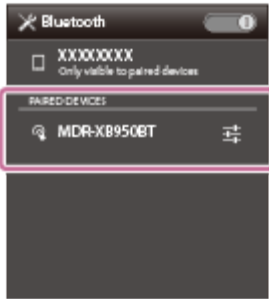 Bluetooth
XXXXXXXX
Only visible to paired devices
PAIRED DEVICES
MDR-XB950BT